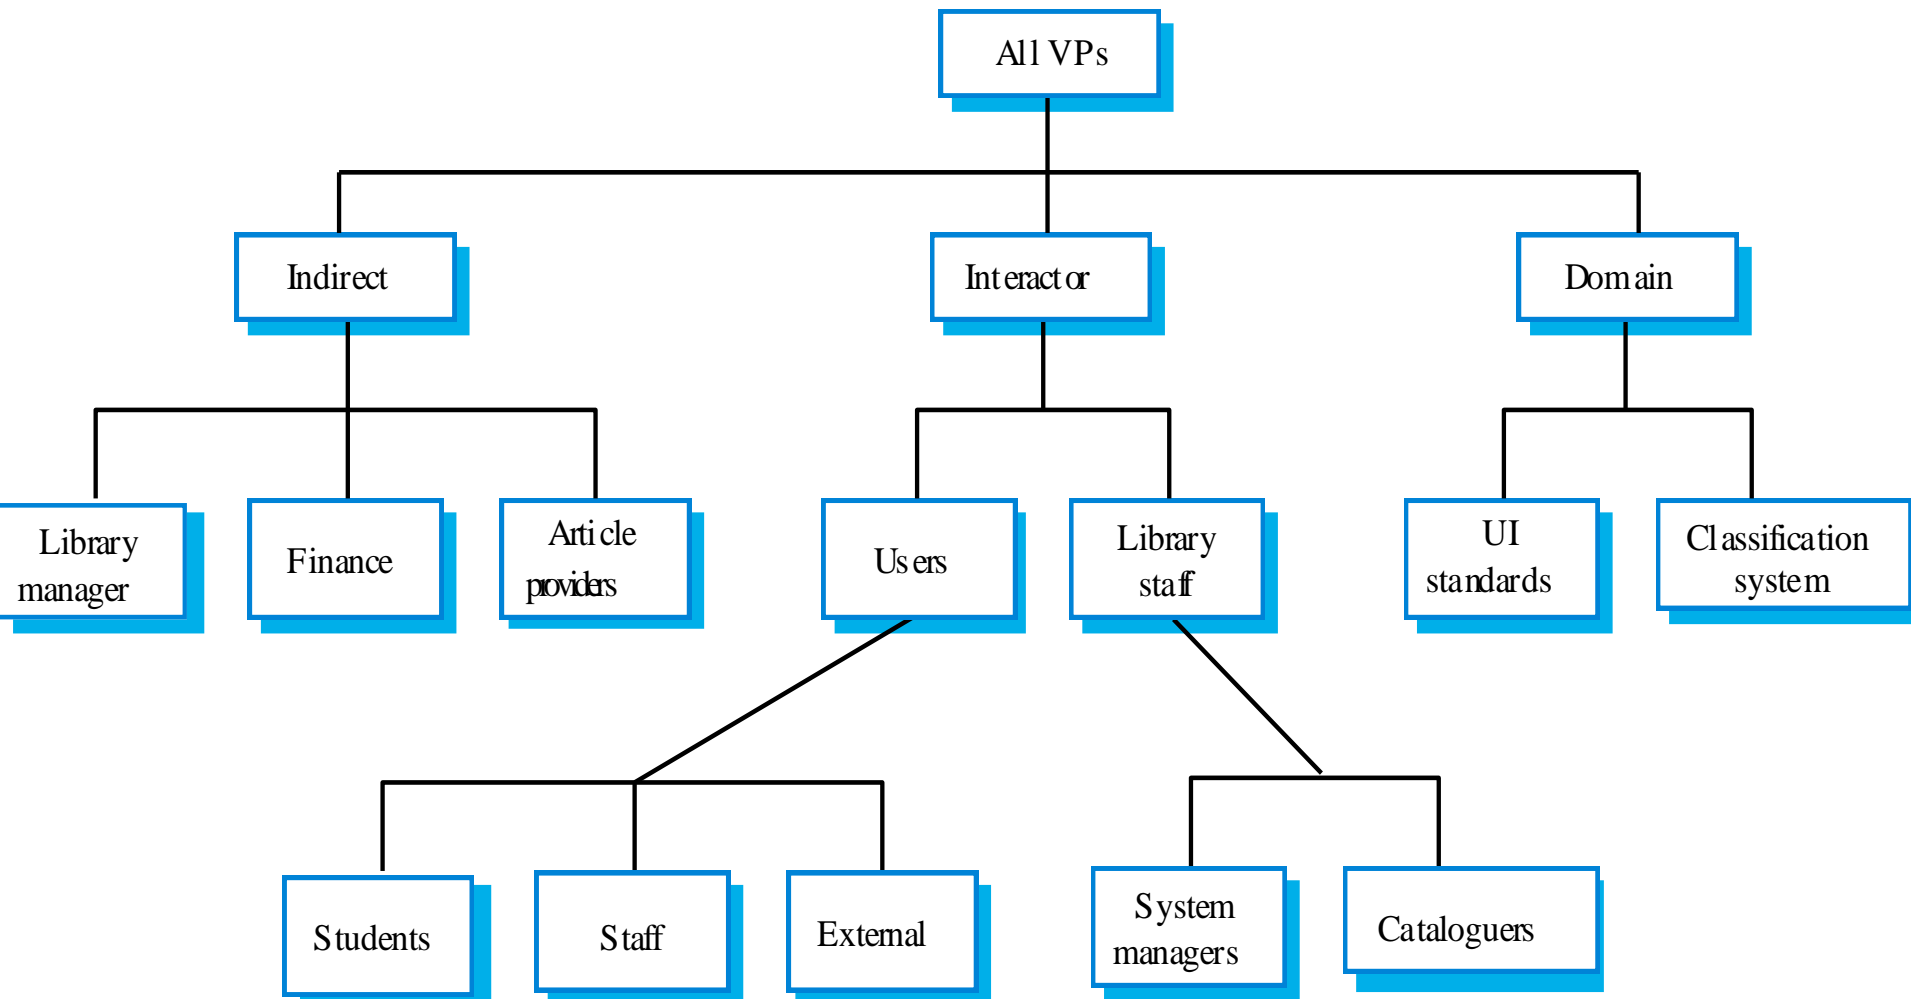 All VPs
Indirect
Interactor
Domain
Library
manager
Finance
Article
providers
Users
Library
staff
UI
standards
Classification
system
Students
Staff
External
System
managers
Cataloguers